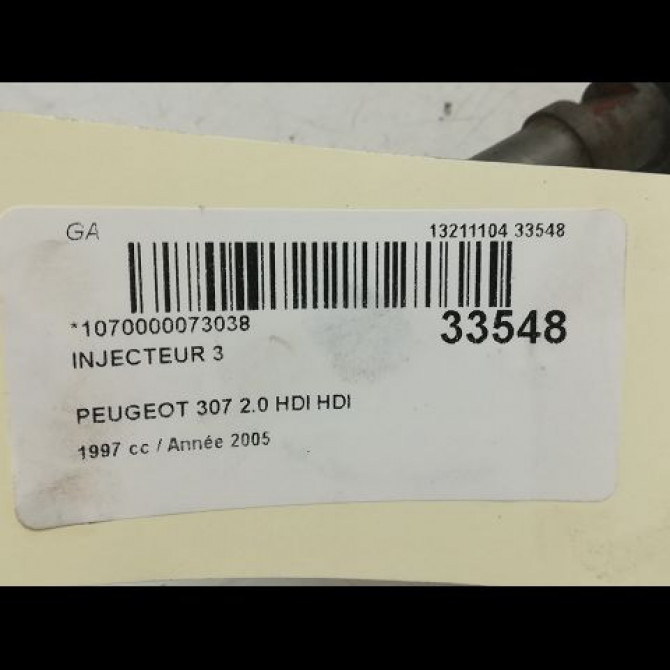 GA
13211104 33548
*1070000073038
33548
INJECTEUR 3
PEUGEOT 307 2.0 HDI HDI
1997 cc / Année 2005